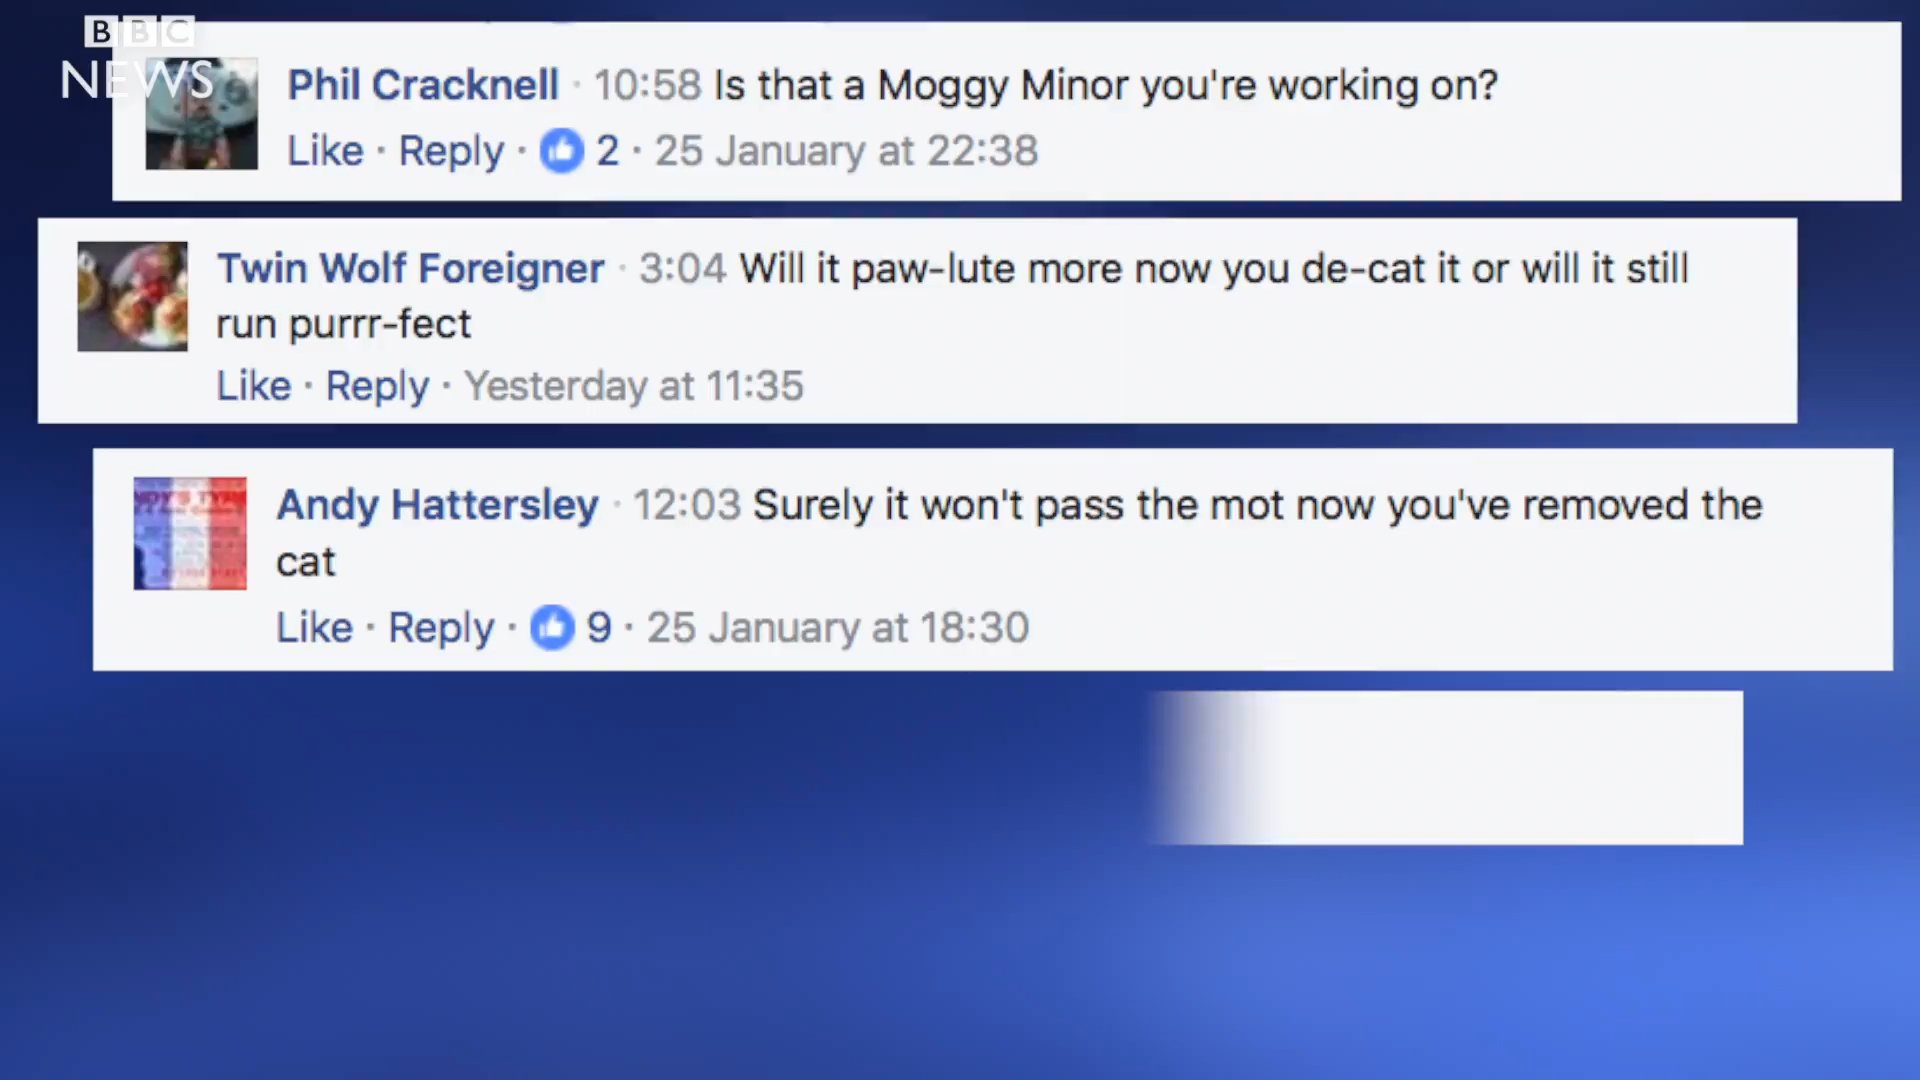 BBC
NEWS
Phil Cracknell · 10:58 Is that a Moggy Minor you're working on?
Like · Reply · 2 · 25 January at 22:38
Twin Wolf Foreigner · 3:04 Will it paw-lute more now you de-cat it or will it still
run purrr-fect
Like · Reply · Yesterday at 11:35
Andy Hattersley · 12:03 Surely it won't pass the mot now you've removed the
cat
Like · Reply · 9 · 25 January at 18:30